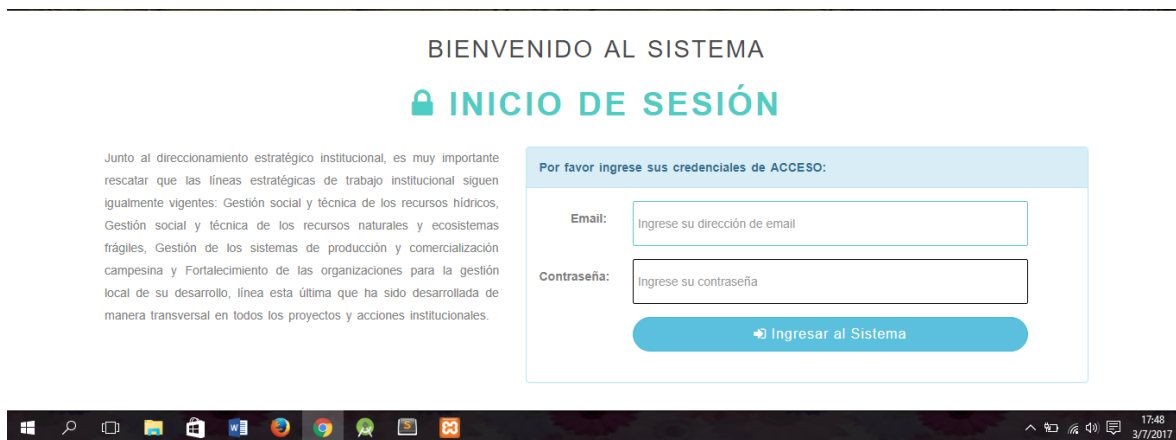 BIENVENIDO AL SISTEMA
INICIO DE SESIÓN
Junto al direccionamiento estratégico institucional, es muy importante
rescatar que las líneas estratégicas de trabajo institucional siguen
igualmente vigentes: Gestión social y técnica de los recursos hídricos,
Gestión social y técnica de los recursos naturales y ecosistemas
frágiles, Gestión de los sistemas de producción y comercialización
campesina y Fortalecimiento de las organizaciones para la gestión
local de su desarrollo, línea esta última que ha sido desarrollada de
manera transversal en todos los proyectos y acciones institucionales.
Por favor ingrese sus credenciales de ACCESO:
Email:
Ingrese su dirección de email
Contraseña:
Ingrese su contraseña
Ingresar al Sistema
17:48
3/7/2017